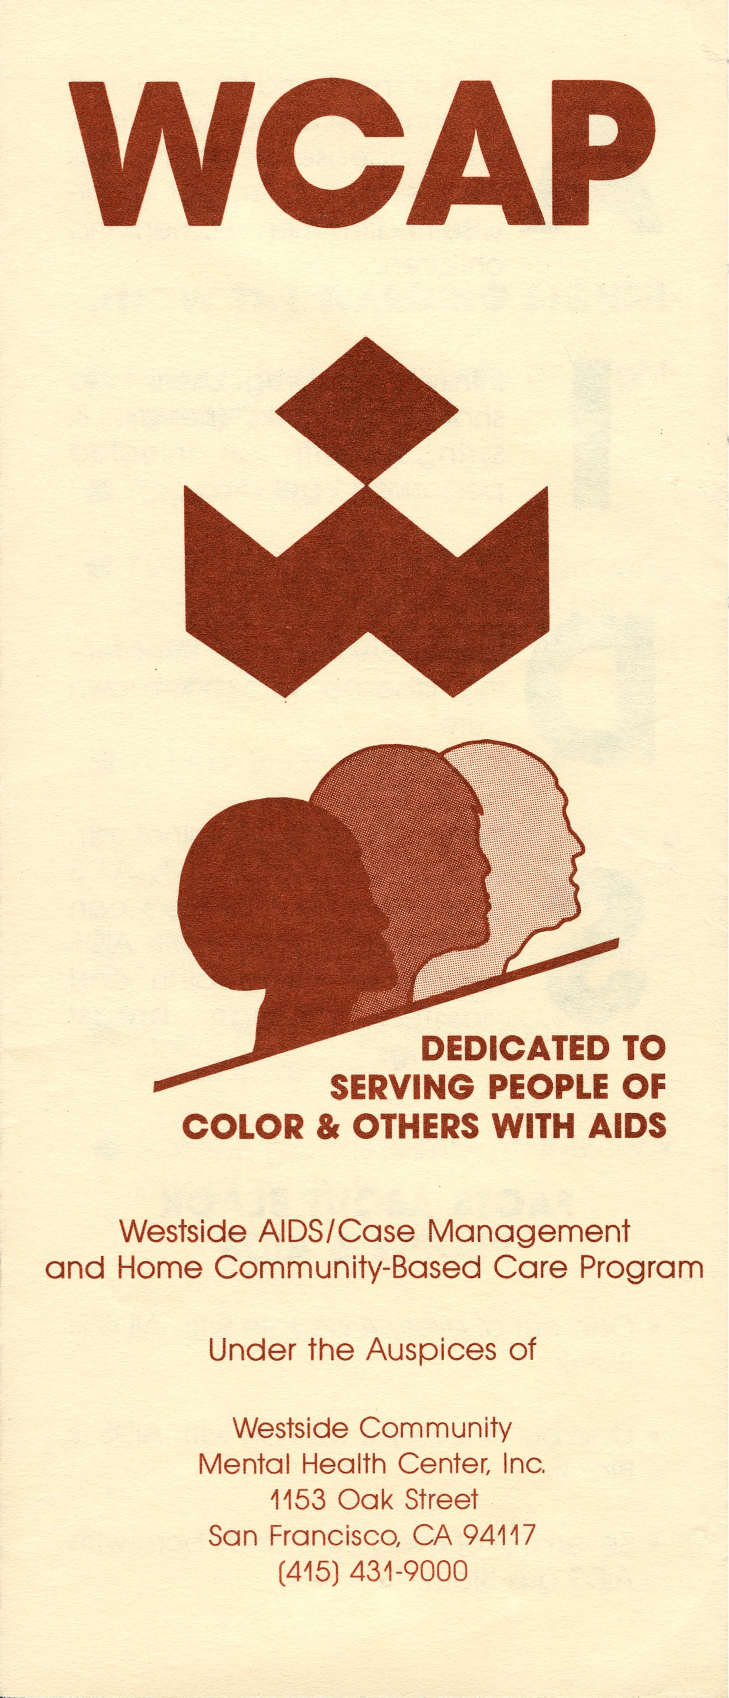 WCAP
DEDICATED TO
SERVING PEOPLE OF
COLOR & OTHERS WITH AIDS
Westside AIDS/Case Management
and Home Community-Based Care Program
Under the Auspices of
Westside Community
Mental Health Center, Inc.
1153 Oak Street
San Francisco, CA 94117
(415) 431-9000